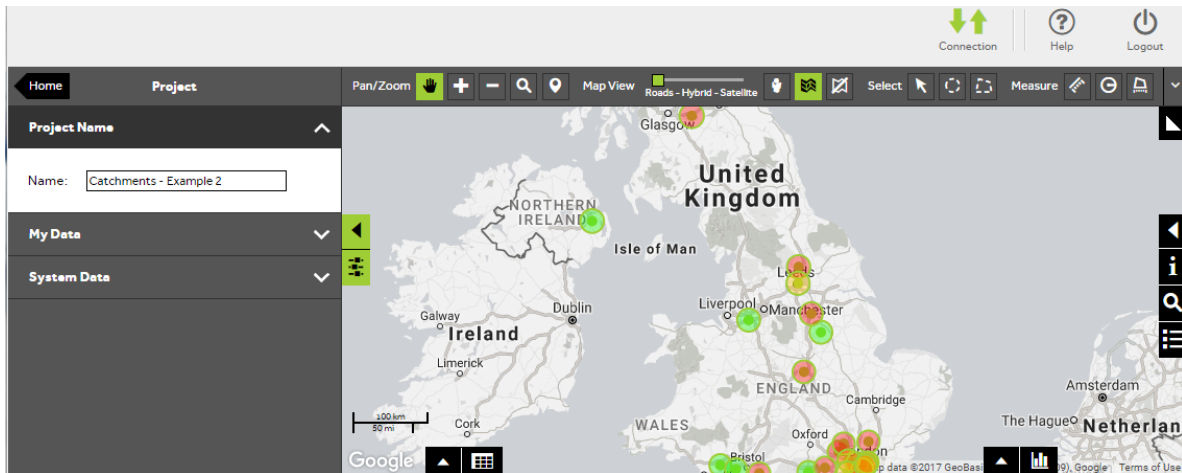 Connection
Help
Logout
Home
Project
Pan/Zoom
Map View
Roads - Hybrid - Satellite
Select
Measure
Project Name
Name:
Catchments - Example 2
My Data
System Data
Glasgow
United
Kingdom
NORTHERN
IRELAND
Isle of Man
Leeds
Liverpool
Manchester
Dublin
Galway
Ireland
Limerick
Cork
ENGLAND
Cambridge
WALES
Oxford
Bristol
Amsterdam
The Hague
Netherlan
100 km
50 mi
Google
p data ©2017 GeoBasi
09), Google
Terms of Use